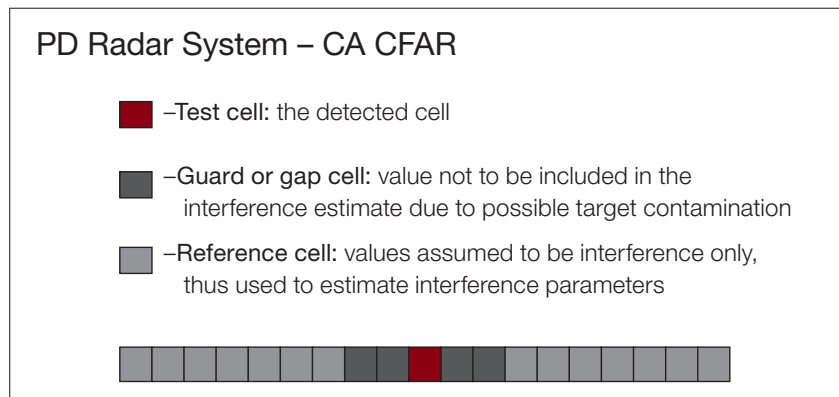 PD Radar System – CA CFAR
–Test cell: the detected cell
–Guard or gap cell: value not to be included in the
interference estimate due to possible target contamination
–Reference cell: values assumed to be interference only,
thus used to estimate interference parameters